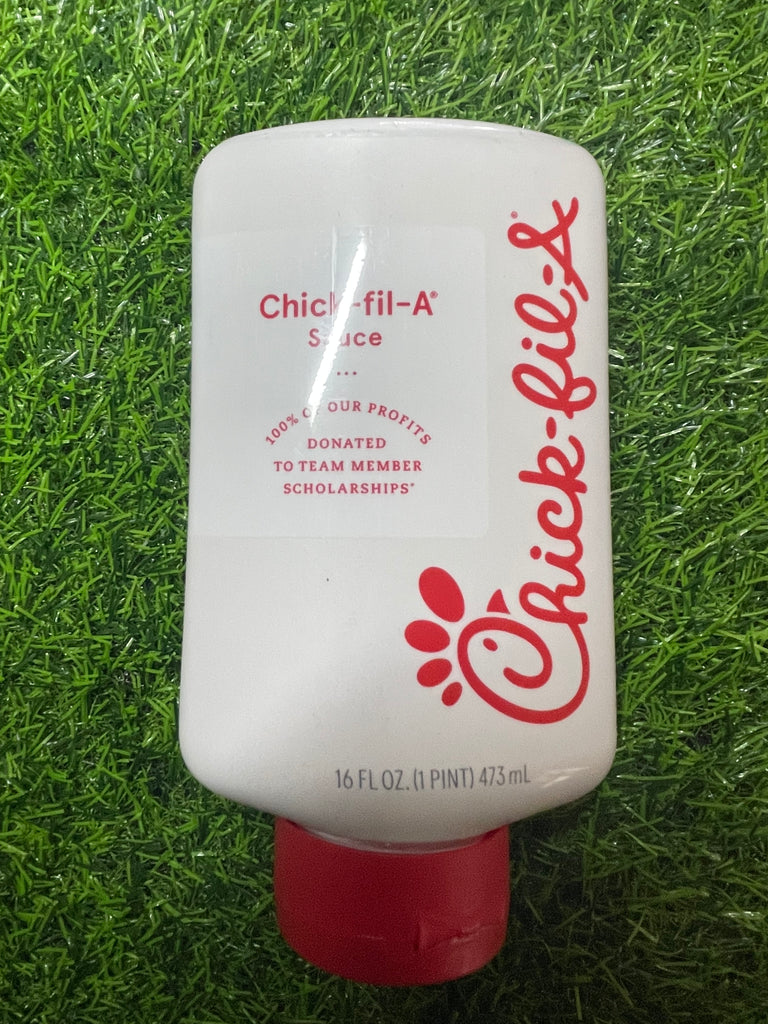 Chick-fil-A®
Sauce
...
100% OF OUR PROFITS
DONATED
TO TEAM MEMBER
SCHOLARSHIPS*
Chick-fil-A®
16 FL OZ. (1 PINT) 473 mL